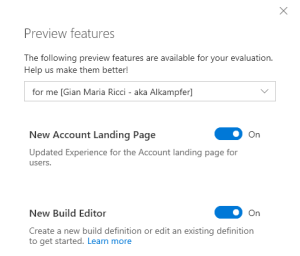 Preview features
The following preview features are available for your evaluation.
Help us make them better!
for me [Gian Maria Ricci - aka Alkampfer]
New Account Landing Page
On
Updated Experience for the Account landing page for
users.
New Build Editor
On
Create a new build definition or edit an existing definition
to get started. Learn more